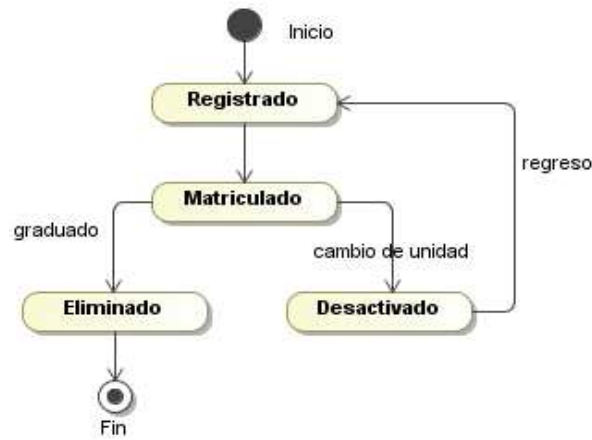 Inicio
Registrado
regreso
Matriculado
graduado
cambio de unidad
Eliminado
Desactivado
Fin